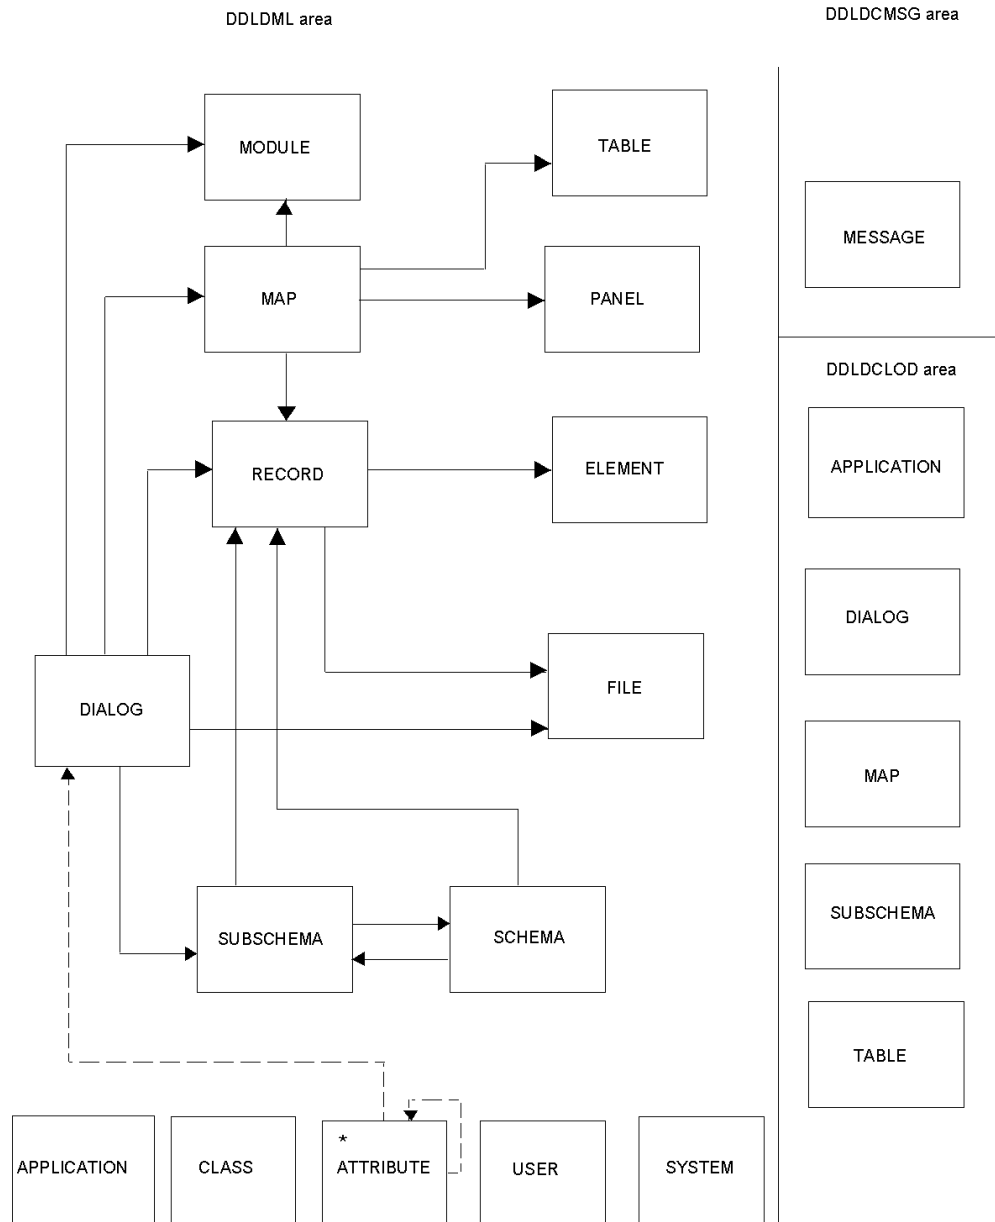 DDLDML area
DDLDCMSG area
MODULE
TABLE
MESSAGE
MAP
PANEL
DDLDCLOD area
RECORD
ELEMENT
APPLICATION
DIALOG
FILE
DIALOG
MAP
SUBSCHEMA
SCHEMA
SUBSCHEMA
TABLE
APPLICATION
CLASS
*
ATTRIBUTE
USER
SYSTEM